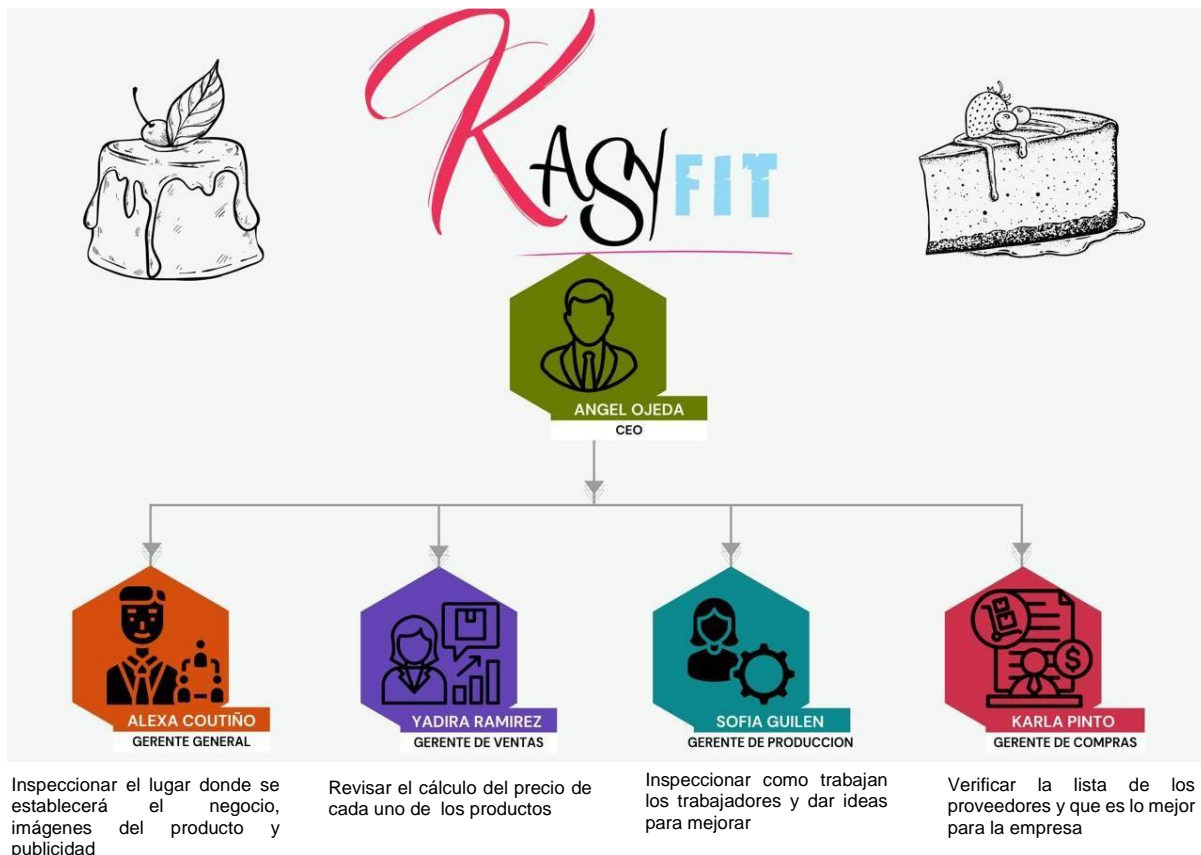 KASY FIT
ANGEL OJEDA
CEO
ALEXA COUTIÑO
GERENTE GENERAL
YADIRA RAMIREZ
GERENTE DE VENTAS
SOFIA GUILEN
GERENTE DE PRODUCCION
KARLA PINTO
GERENTE DE COMPRAS
$
Inspeccionar el lugar donde se
establecerá el negocio,
imágenes del producto y
publicidad
Revisar el cálculo del precio de
cada uno de los productos
Inspeccionar como trabajan
los trabajadores y dar ideas
para mejorar
Verificar la lista de los
proveedores y que es lo mejor
para la empresa